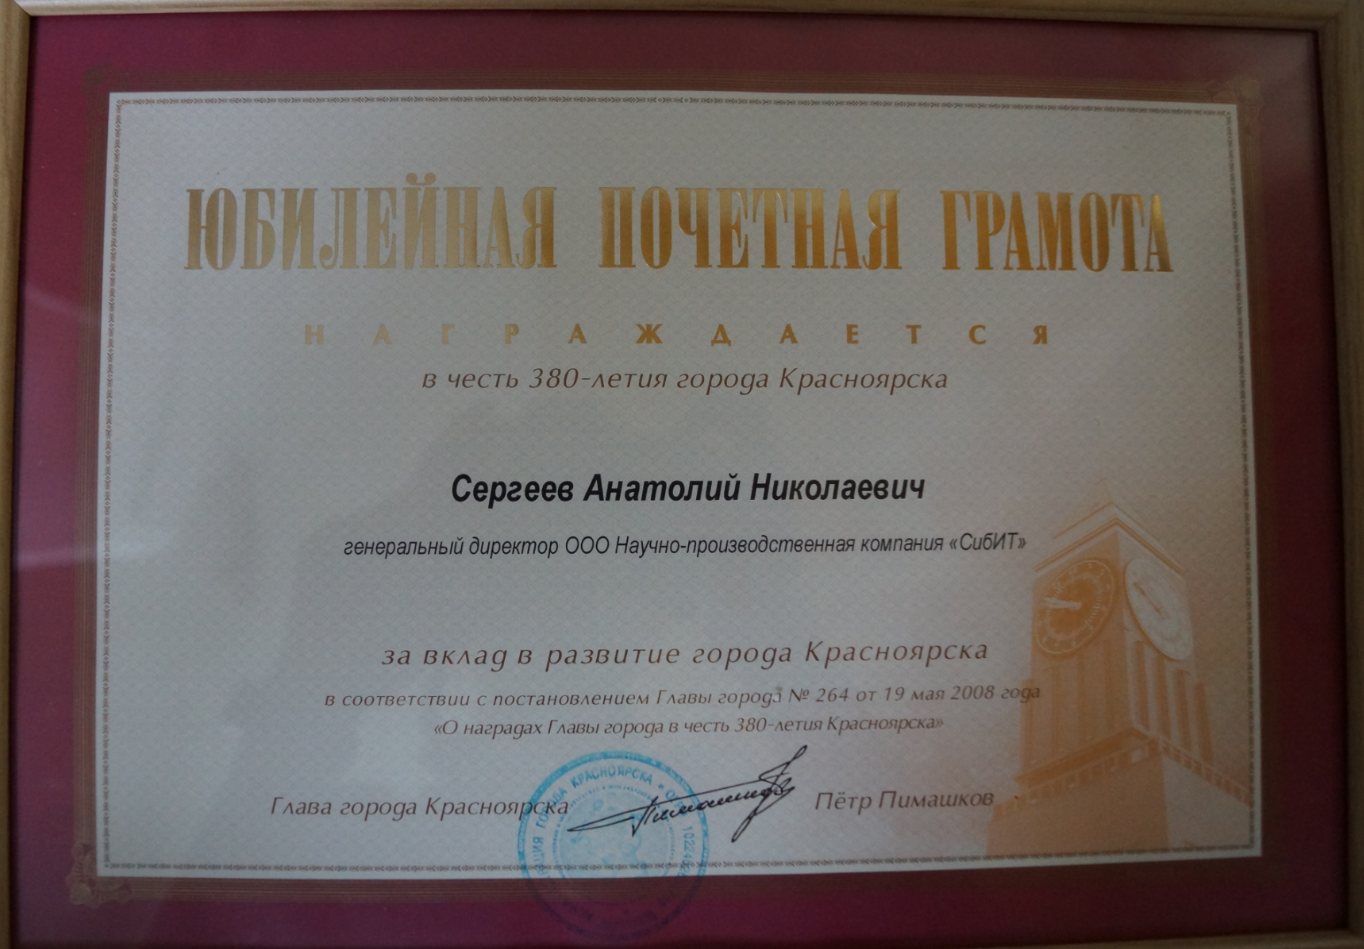 ЮБИЛЕЙНАЯ ПОЧЕТНАЯ ГРАМОТА
НАГРАЖДАЕТСЯ
в честь 380-летия города Красноярска
Сергеев Анатолий Николаевич
генеральный директор ООО Научно-производственная компания «СибИТ»
за вклад в развитие города Красноярска
в соответствии с постановлением Главы города № 264 от 19 мая 2008 года
«О наградах Главы города в честь 380-летия Красноярска»
Глава города Красноярска
Пётр Пимашков
ГОРОДА КРАСНОЯРСКА